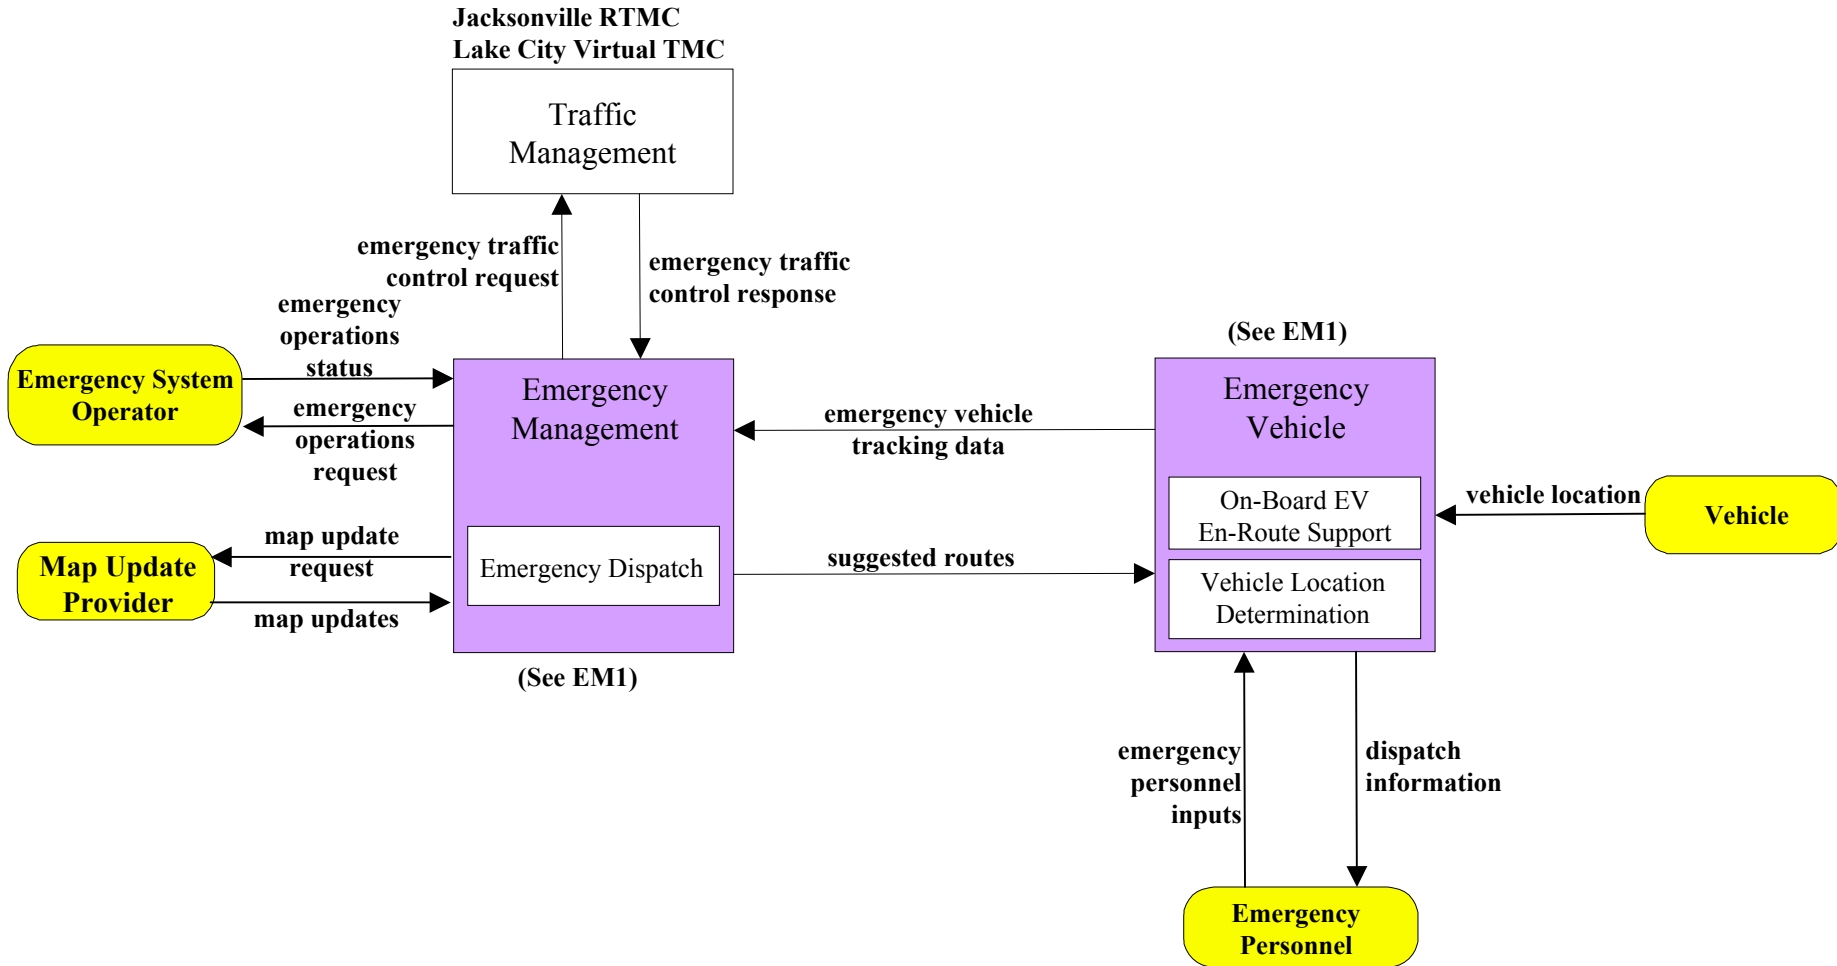 Jacksonville RTMC
Lake City Virtual TMC
Traffic
Management
emergency traffic
control request
emergency traffic
control response
emergency
operations
status
Emergency System
Operator
emergency
operations
request
Emergency
Management
Emergency Dispatch
(See EM1)
map update
request
Map Update
Provider
map updates
emergency vehicle
tracking data
suggested routes
(See EM1)
Emergency
Vehicle
On-Board EV
En-Route Support
Vehicle Location
Determination
vehicle location
Vehicle
emergency
personnel
inputs
dispatch
information
Emergency
Personnel